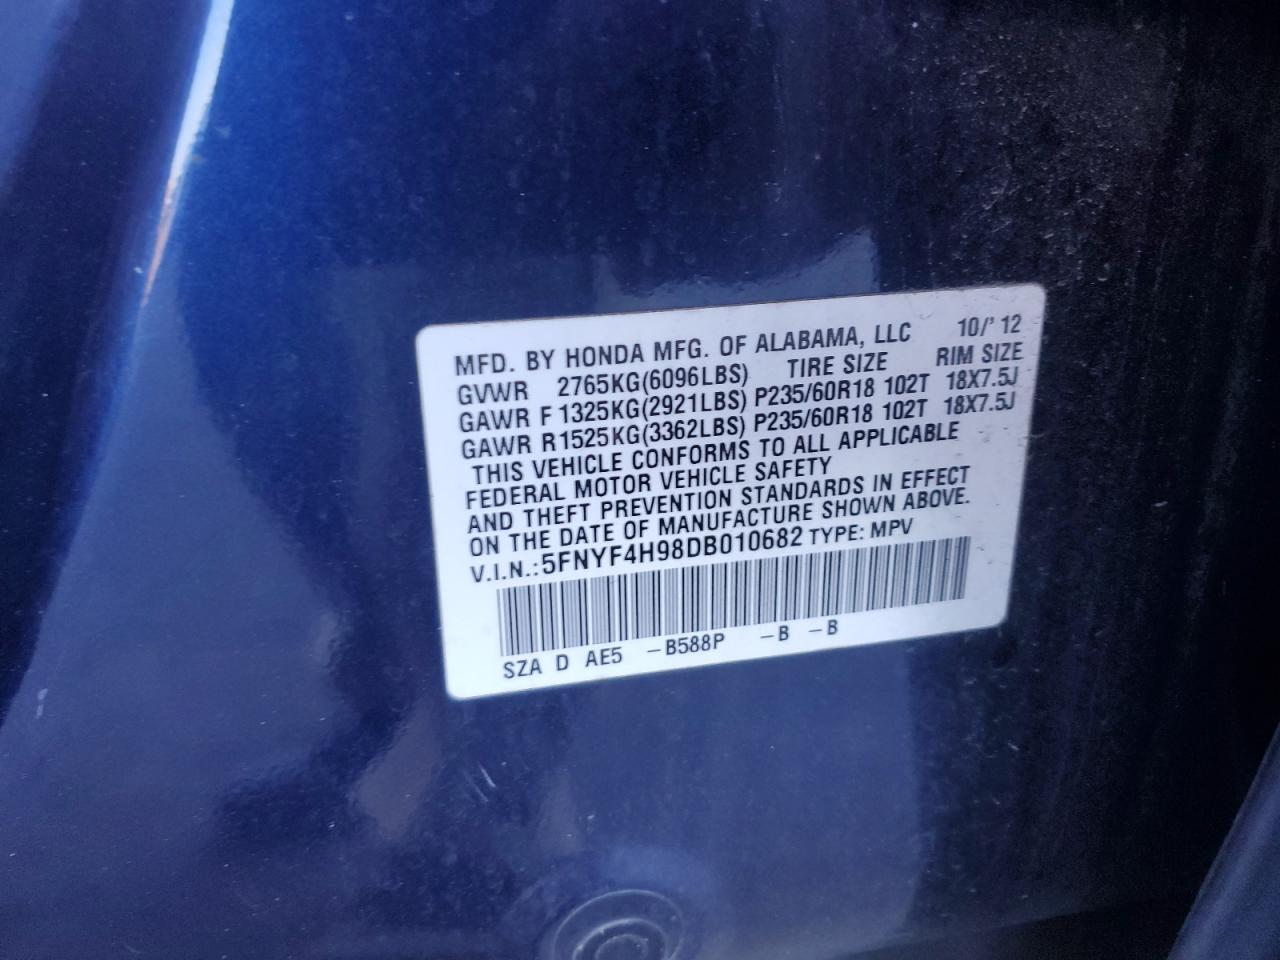 MFD. BY HONDA MFG. OF ALABAMA, LLC 10/'12
GVWR 2765KG(6096LBS) TIRE SIZE RIM SIZE
GAWR F 1325KG(2921LBS) P235/60R18 102T 18X7.5J
GAWR R 1525KG(3362LBS) P235/60R18 102T 18X7.5J
THIS VEHICLE CONFORMS TO ALL APPLICABLE
FEDERAL MOTOR VEHICLE SAFETY
AND THEFT PREVENTION STANDARDS IN EFFECT
ON THE DATE OF MANUFACTURE SHOWN ABOVE.
V.I.N.: 5FNYF4H98DB010682 TYPE: MPV
SZA D AE5 -B588P -B -B